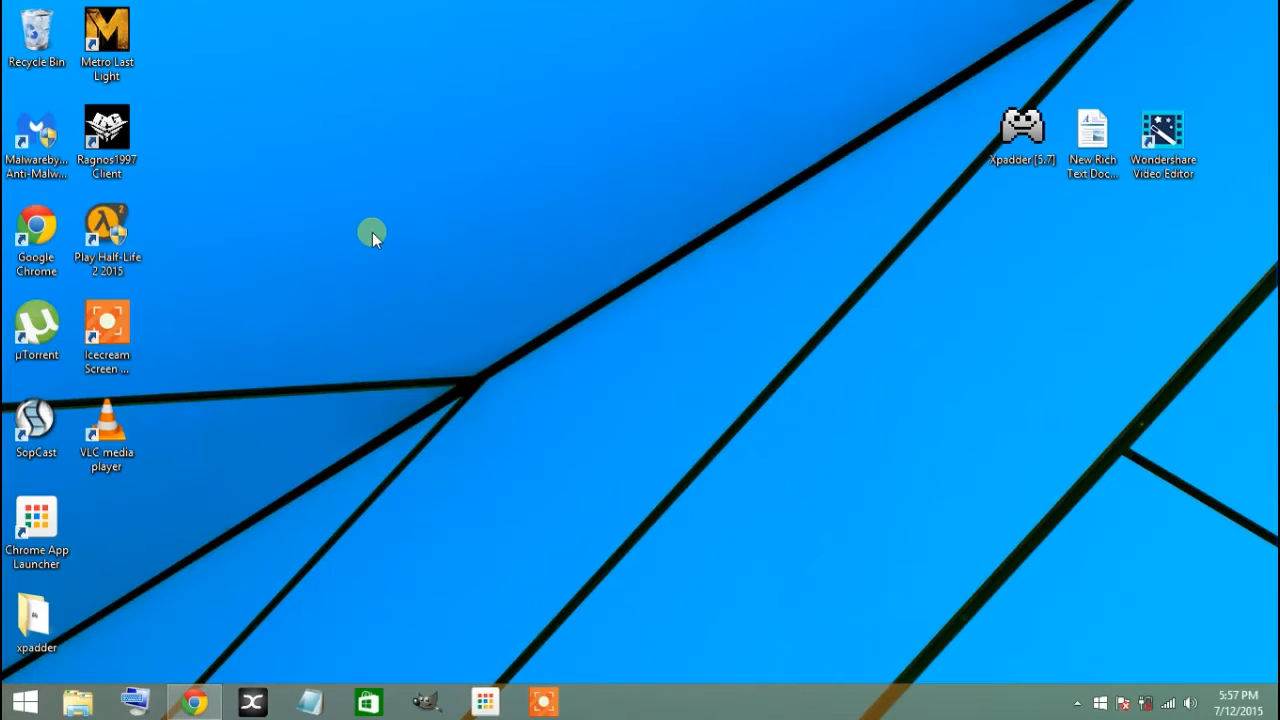 Recycle Bin
Metro Last
Light
Malwareby...
Anti-Malw...
Ragnos1997
Client
Google
Chrome
2
Play Half-Life
2 2015
µTorrent
Icecream
Screen ...
SopCast
VLC media
player
Chrome App
Launcher
xpadder
Xpadder [5.7]
New Rich
Text Doc...
Wondershare
Video Editor
5:57 PM
7/12/2015